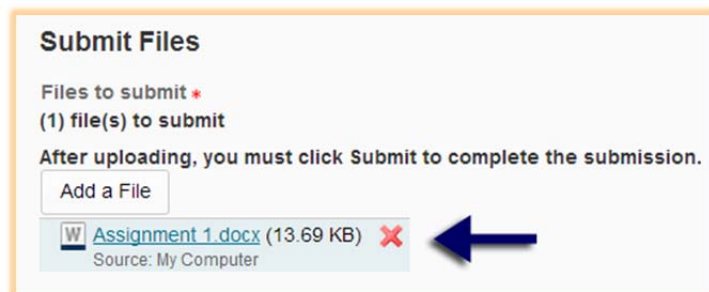 Submit Files
Files to submit *
(1) file(s) to submit
After uploading, you must click Submit to complete the submission.
Add a File
W Assignment 1.docx (13.69 KB)
Source: My Computer